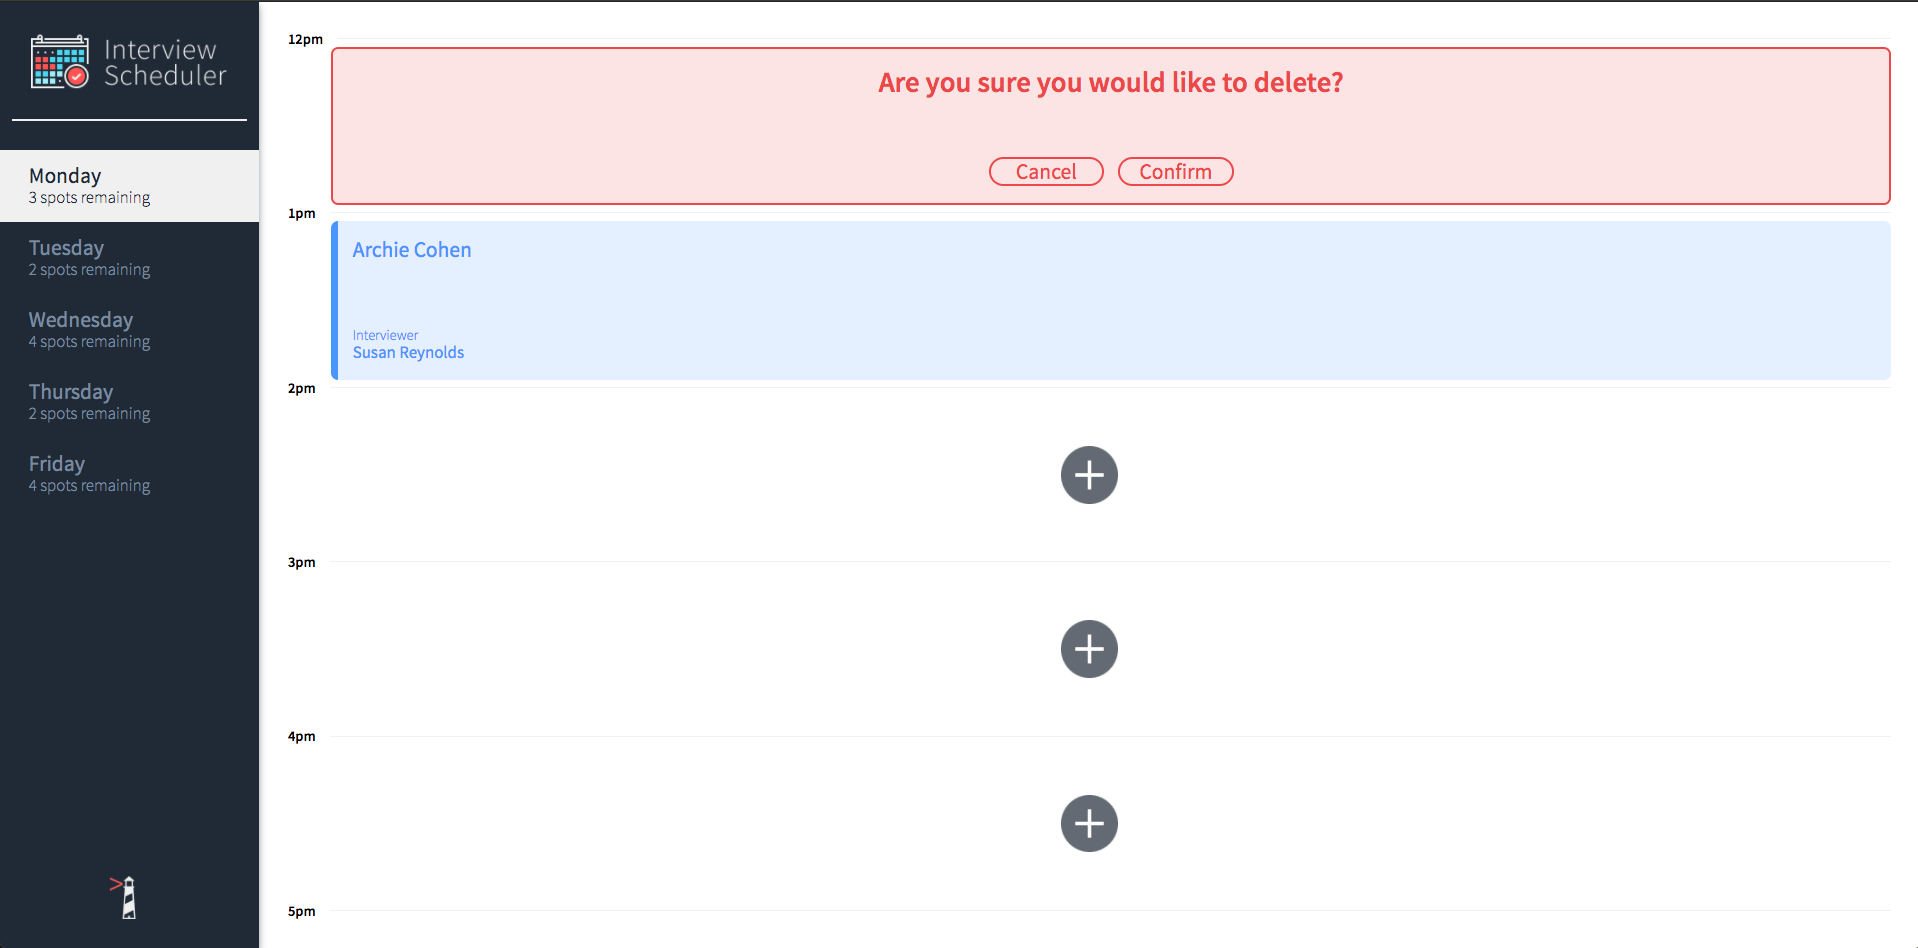 Interview
Scheduler
Monday
3 spots remaining
Tuesday
2 spots remaining
Wednesday
4 spots remaining
Thursday
2 spots remaining
Friday
4 spots remaining
12pm
Are you sure you would like to delete?
Cancel Confirm
1pm
Archie Cohen
Interviewer
Susan Reynolds
2pm
3pm
4pm
5pm